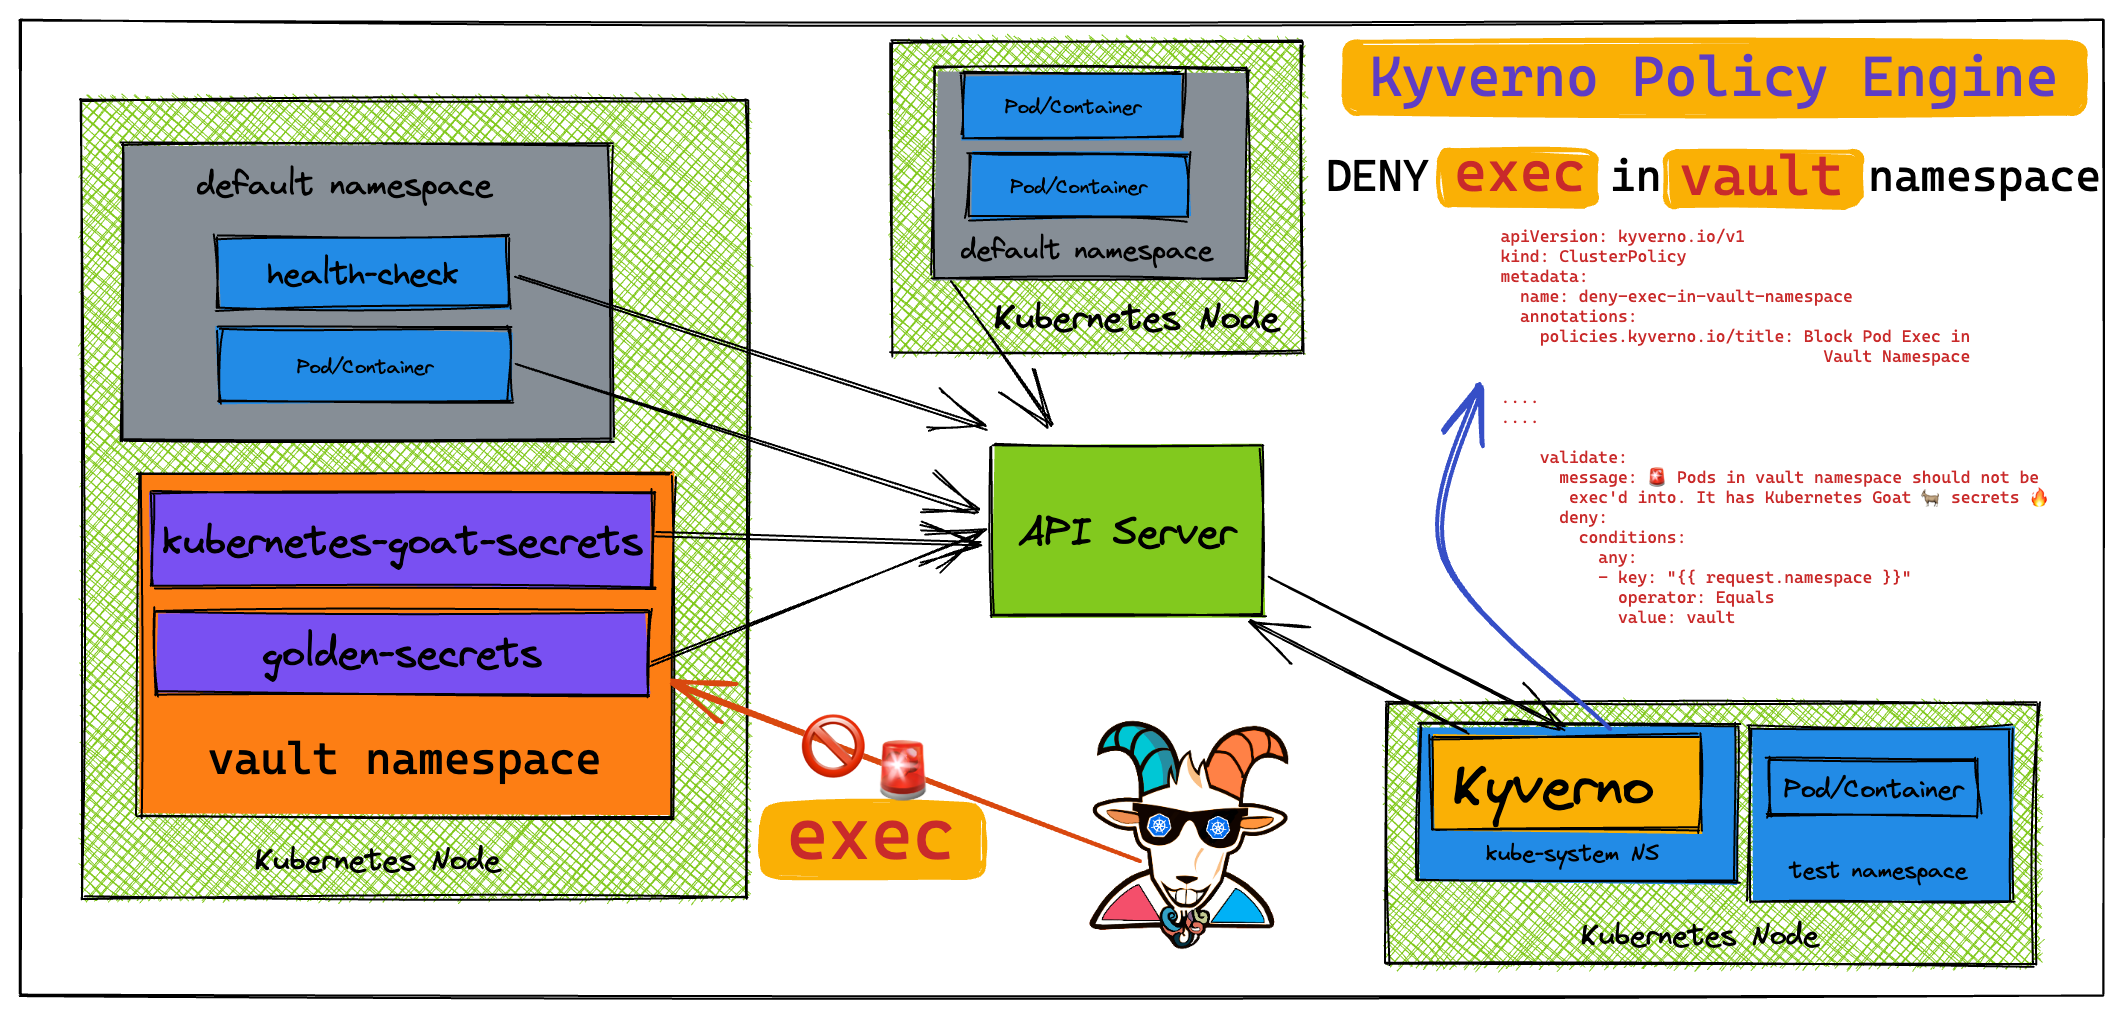 Kyverno Policy Engine
DENY exec in vault namespace
default namespace
health-check
Pod/Container
kubernetes-goat-secrets
golden-secrets
vault namespace
Kubernetes Node
Pod/Container
Pod/Container
default namespace
Kubernetes Node
API Server
exec
apiVersion: kyverno.io/v1
kind: ClusterPolicy
metadata:
  name: deny-exec-in-vault-namespace
  annotations:
    policies.kyverno.io/title: Block Pod Exec in
Vault Namespace
....
....
    validate:
      message: 🚨 Pods in vault namespace should not be
       exec'd into. It has Kubernetes Goat 🐐 secrets 🔥
      deny:
        conditions:
          any:
          - key: "{{ request.namespace }}"
            operator: Equals
            value: vault
Kyverno
kube-system NS
Pod/Container
test namespace
Kubernetes Node